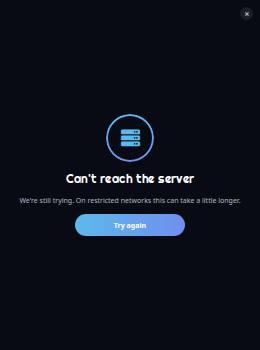 Can't reach the server
We're still trying. On restricted networks this can take a little longer.
Try again